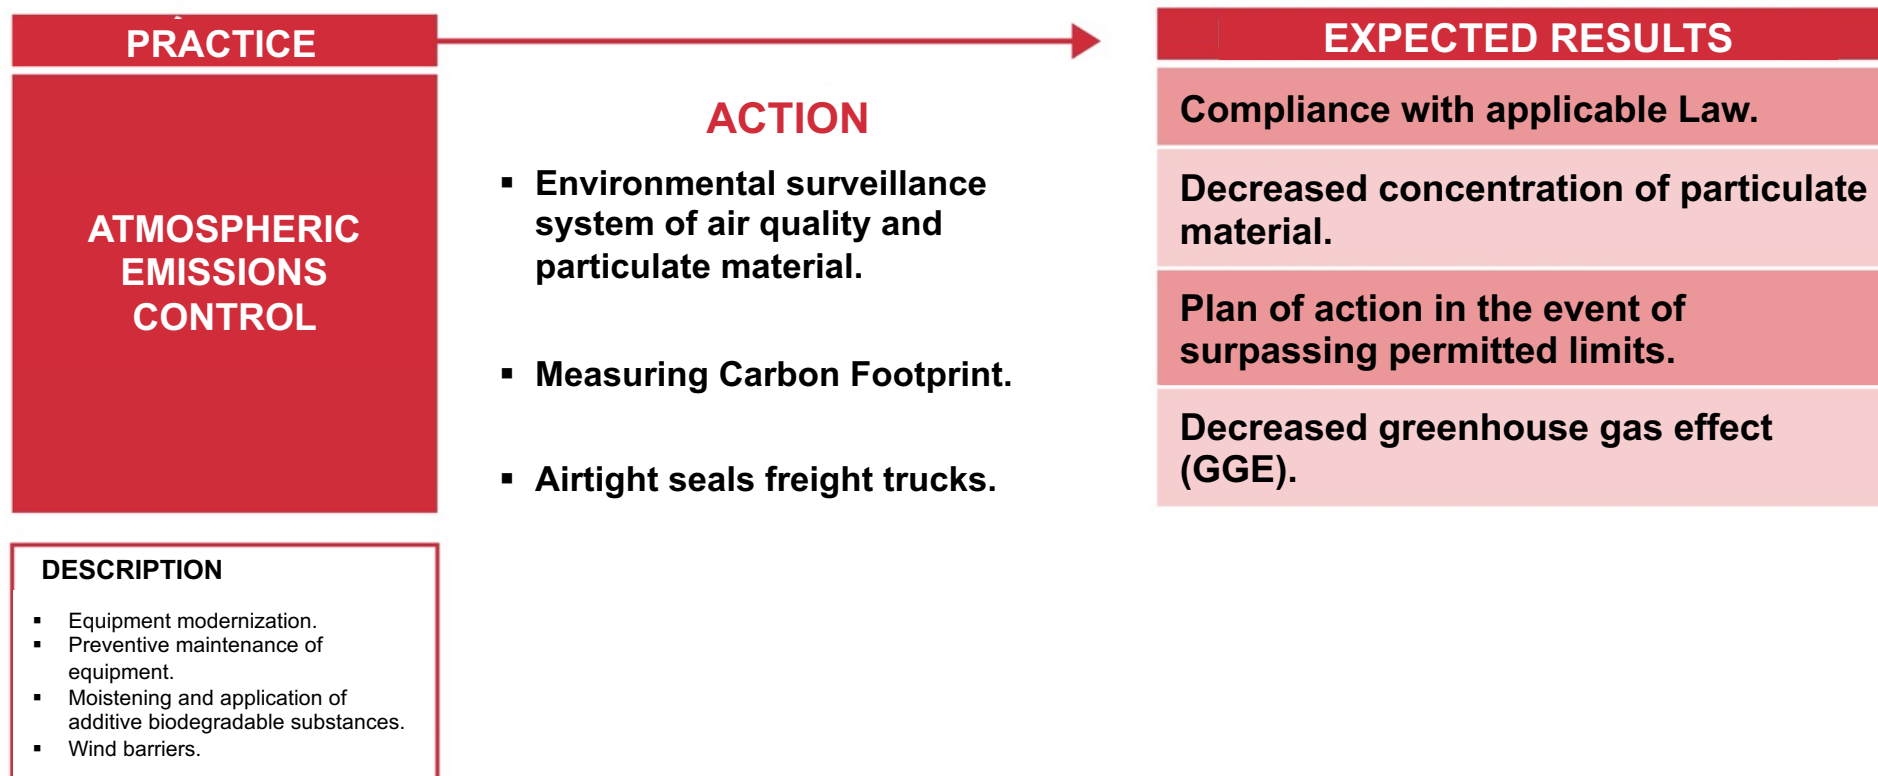 PRACTICE
ATMOSPHERIC
EMISSIONS
CONTROL
DESCRIPTION
▪ Equipment modernization.
▪ Preventive maintenance of
equipment.
▪ Moistening and application of
additive biodegradable substances.
▪ Wind barriers.
ACTION
▪ Environmental surveillance
system of air quality and
particulate material.
▪ Measuring Carbon Footprint.
▪ Airtight seals freight trucks.
EXPECTED RESULTS
Compliance with applicable Law.
Decreased concentration of particulate
material.
Plan of action in the event of
surpassing permitted limits.
Decreased greenhouse gas effect
(GGE).